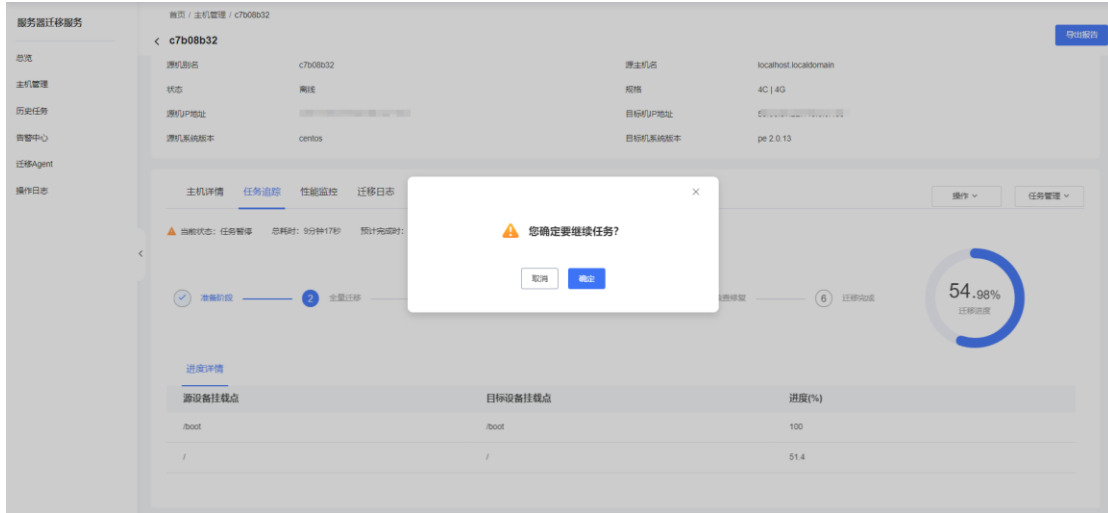 服务器迁移服务
总览
主机管理
历史任务
告警中心
迁移Agent
操作日志
首页 / 主机管理 / c7b08b32
c7b08b32
导出报告
源机别名 c7b08b32 源主机名 localhost.localdomain
状态 离线 规格 4C | 4G
源机IP地址 目标机IP地址
源机系统版本 centos 目标机系统版本 pe 2.0.13
主机详情 任务追踪 性能监控 迁移日志
操作 任务管理
当前状态：任务暂停 总耗时：9分钟17秒 预计完成时：
您确定要继续任务?
取消 确定
准备阶段 2 全量迁移 6 迁移完成
54.98%
迁移进度
进度详情
源设备挂载点 目标设备挂载点 进度(%)
/boot /boot 100
/ / 51.4